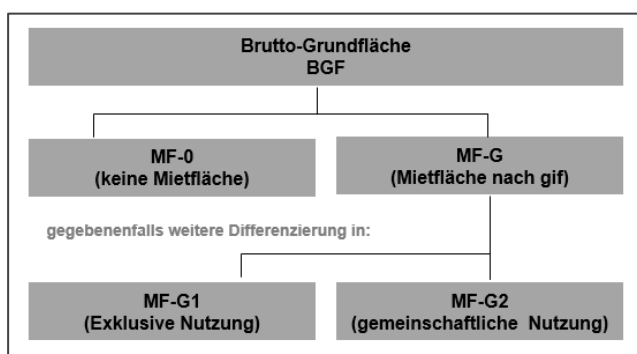 Brutto-Grundfläche
BGF
MF-0
(keine Mietfläche)
MF-G
(Mietfläche nach gif)
gegebenenfalls weitere Differenzierung in:
MF-G1
(Exklusive Nutzung)
MF-G2
(gemeinschaftliche Nutzung)